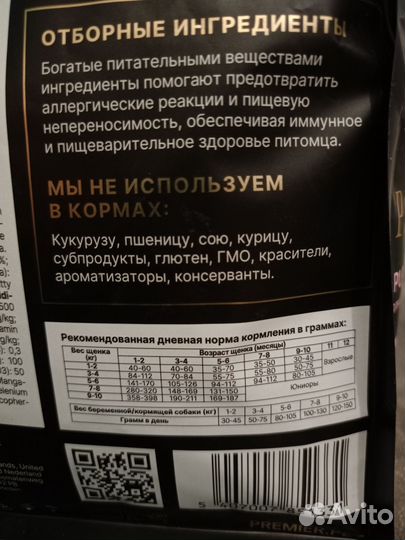 ОТБОРНЫЕ ИНГРЕДИЕНТЫ
Богатые питательными веществами
ингредиенты помогают предотвратить
аллергические реакции и пищевую
непереносимость, обеспечивая иммунное
и пищеварительное здоровье питомца.
МЫ НЕ ИСПОЛЬЗУЕМ
В КОРМАХ:
Кукурузу, пшеницу, сою, курицу,
субпродукты, глютен, ГМО, красители,
ароматизаторы, консерванты.
Рекомендованная дневная норма кормления в граммах:
Вес щенка (кг) Возраст щенка (месяцы)
1-2 3-4 5-6 7-8 9-10 11 12
1-2 40-60 40-60 35-70 35-50 30-45 Взрослые
3-4 84-112 70-84 55-75 55-80 50-75
5-6 141-170 105-126 94-112 94-112 80-105
7-8 280-320 148-169 131-150 Юниоры
9-10 358-398 190-211 169-187
Вес беременной/кормящей собаки (кг) 1-2 3-4 5-6 7-8 9-10
Грамм в день 30-45 50-75 80-105 100-130 120-150
lands, United
Nederland
PREMIER.
Avito